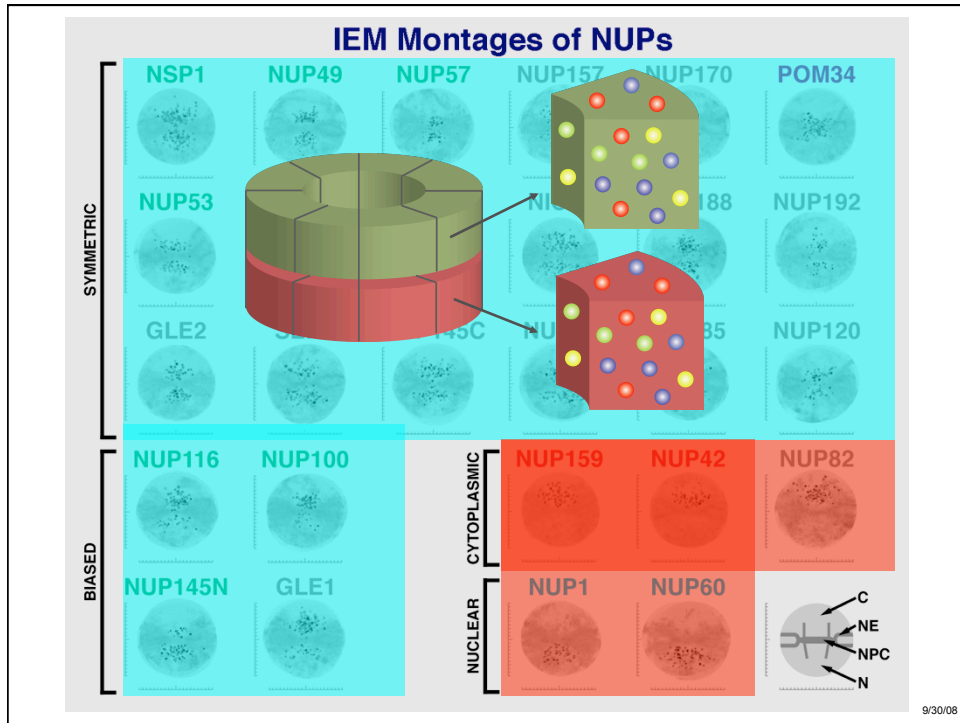 IEM Montages of NUPs
SYMMETRIC
NSP1 NUP49 NUP57 NUP157 NUP170 POM34
NUP53 188 NUP192
GLE2 145C 85 NUP120
BIASED
NUP116 NUP100
NUP145N GLE1
CYTOPLASMIC
NUP159 NUP42 NUP82
NUCLEAR
NUP1 NUP60
C
NE
NPC
N
9/30/08